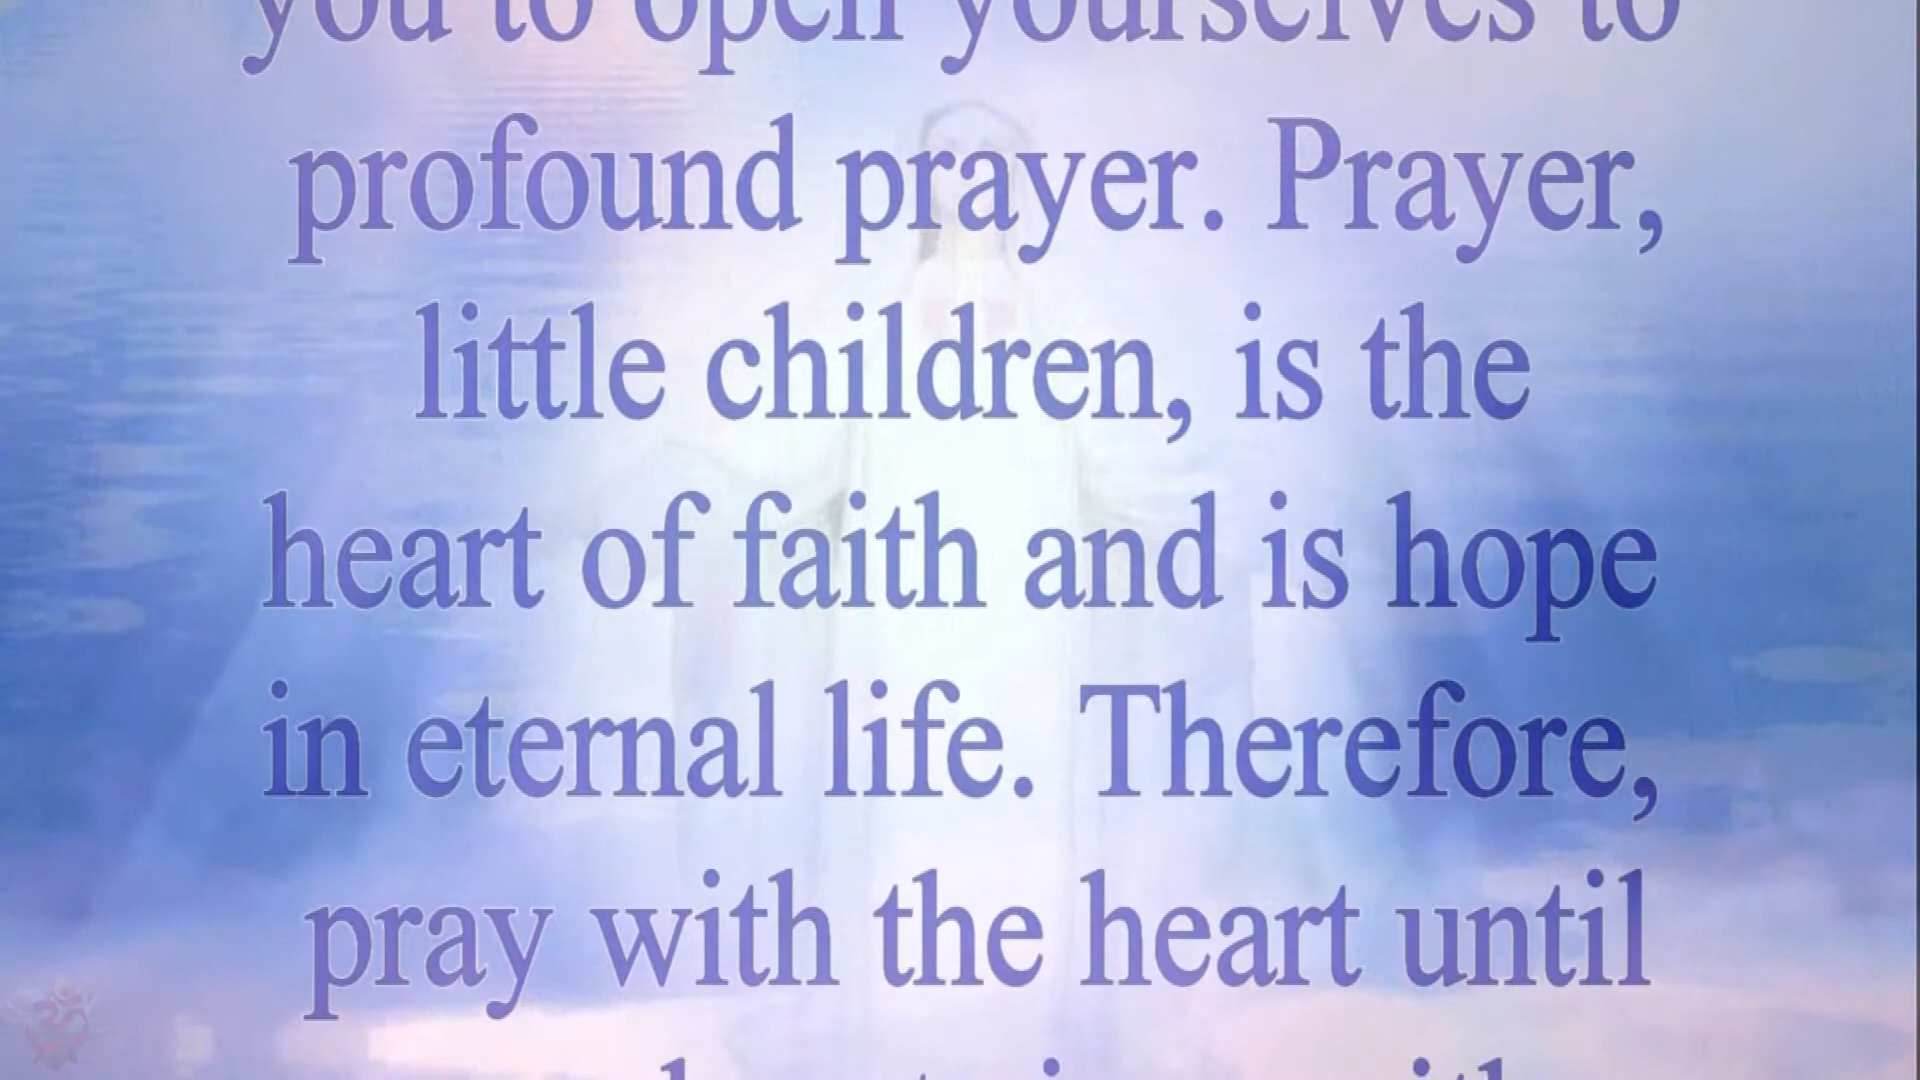 you to open yourselves to
profound prayer. Prayer,
little children, is the
heart of faith and is hope
in eternal life. Therefore,
pray with the heart until